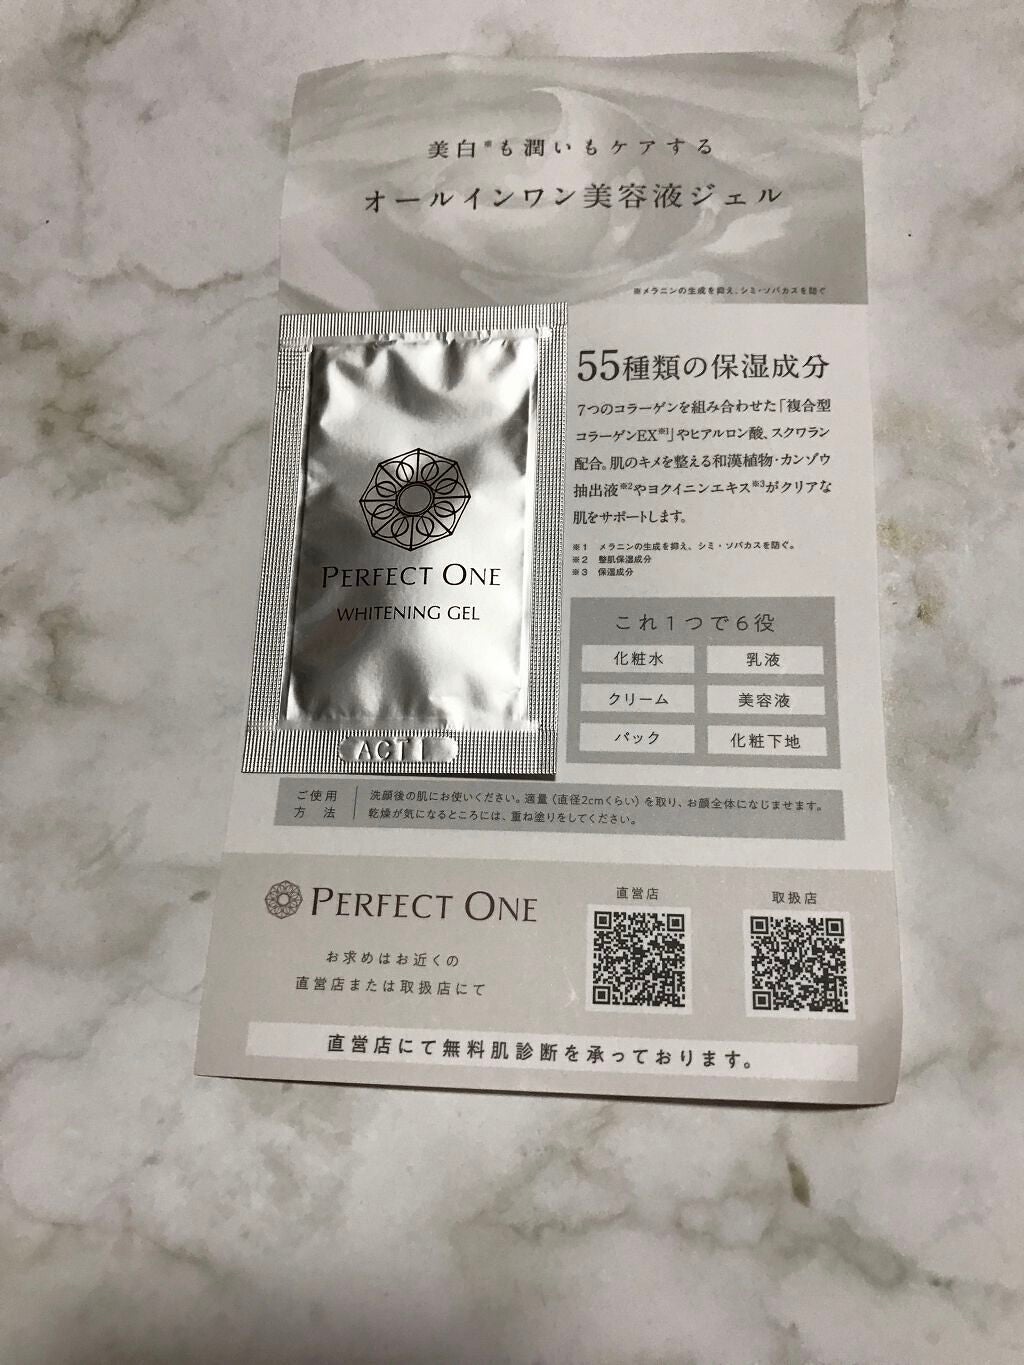 美白※も潤いもケアする
オールインワン美容液ジェル
※メラニンの生成を抑え、シミ・ソバカスを防ぐ
PERFECT ONE
WHITENING GEL
ACT1
55種類の保湿成分
7つのコラーゲンを組み合わせた「複合型
コラーゲンEX※1」やヒアルロン酸、スクワラン
配合。肌のキメを整える和漢植物・カンゾウ
抽出液※2やヨクイニンエキス※3がクリアな
肌をサポートします。
※1 メラニンの生成を抑え、シミ・ソバカスを防ぐ。
※2 整肌保湿成分
※3 保湿成分
これ1つで6役
化粧水 乳液
クリーム 美容液
パック 化粧下地
ご使用
方 法
洗顔後の肌にお使いください。適量（直径2cmくらい）を取り、お顔全体になじませます。
乾燥が気になるところには、重ね塗りをしてください。
PERFECT ONE
お求めはお近くの
直営店または取扱店にて
直営店
取扱店
直営店にて無料肌診断を承っております。